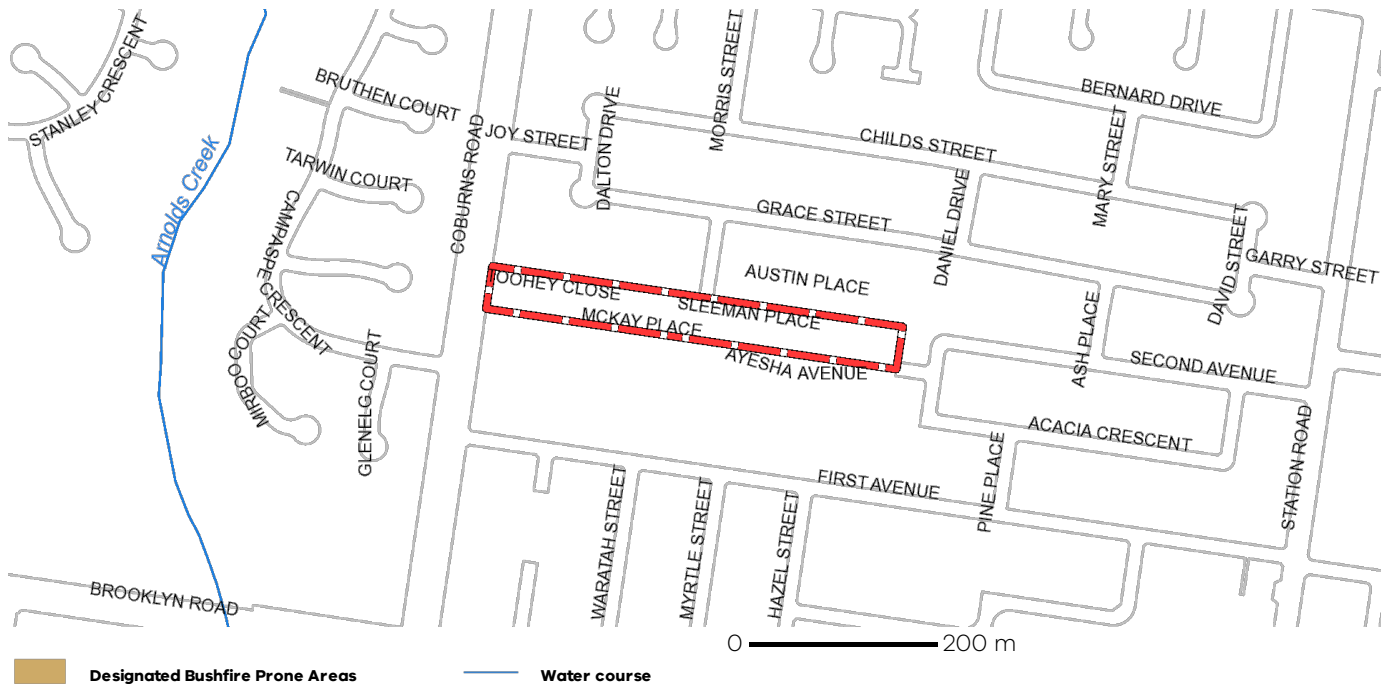 STANLEY CRESCENT
BRUTHEN COURT
TARWIN COURT
Arnolds Creek
CAMPASPE CRESCENT
MIRBOO COURT
GLENELG COURT
COBURNS ROAD
JOY STREET
DALTON DRIVE
MORRIS STREET
BERNARD DRIVE
CHILDS STREET
MARY STREET
GRACE STREET
DANIEL DRIVE
DAVID STREET
GARRY STREET
AUSTIN PLACE
OOHEY CLOSE
SLEEMAN PLACE
MCKAY PLACE
AYESHA AVENUE
ASH PLACE
SECOND AVENUE
ACACIA CRESCENT
STATION ROAD
FIRST AVENUE
PINE PLACE
WARATAH STREET
MYRTLE STREET
HAZEL STREET
BROOKLYN ROAD
0 200 m
Designated Bushfire Prone Areas
Water course